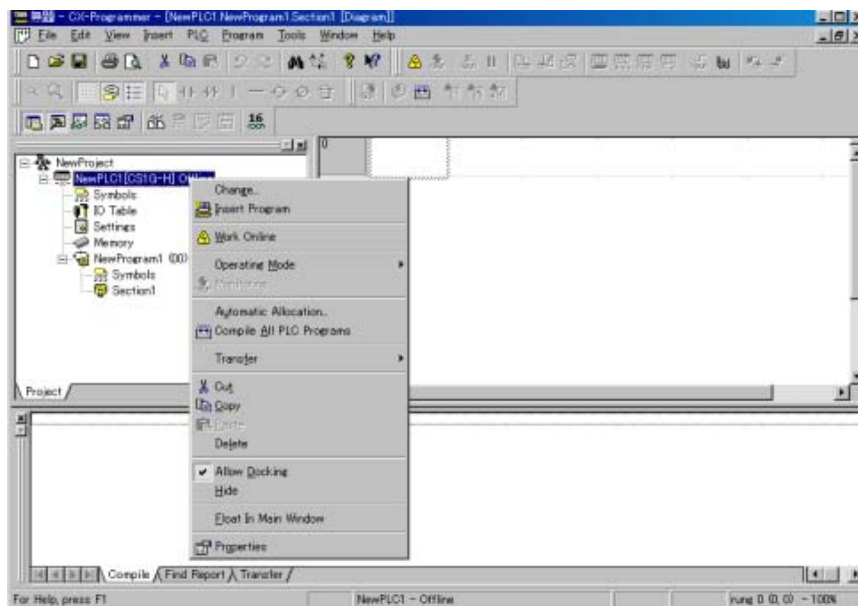 - CX-Programmer - [NewPLC1.NewProgram1.Section1 [Diagram]]
File Edit View Insert PLC Program Tools Window Help
16
NewProject
NewPLC1[CS1G-H] Offline
Symbols
IO Table
Settings
Memory
NewProgram1 (00)
Symbols
Section1
Project
0
Change..
Insert Program
Work Online
Operating Mode
Monitoring
Automatic Allocation..
Compile All PLC Programs
Transfer
Cut
Copy
Paste
Delete
Allow Docking
Hide
Float In Main Window
Properties
Compile Find Report Transfer
For Help, press F1
NewPLC1 - Offline
rung 0 (0, 0) - 100%